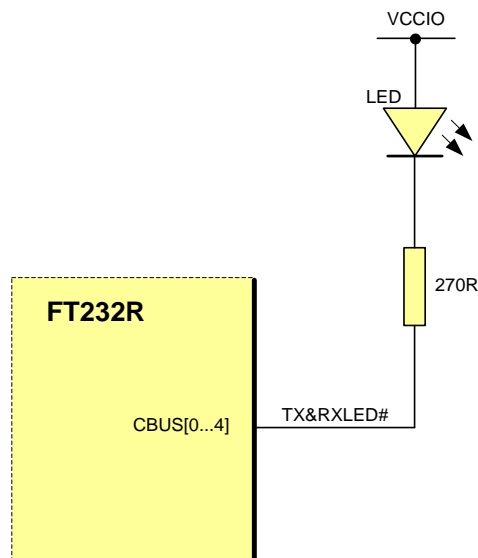 VCCIO
LED
270R
FT232R
TX&RXLED#
CBUS[0...4]